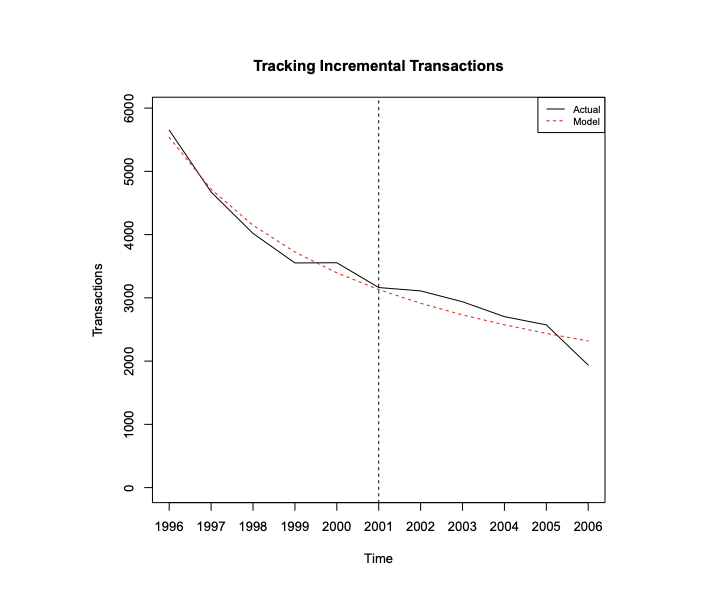 Tracking Incremental Transactions
Actual
Model
6000
5000
4000
3000
2000
1000
0
Transactions
1996 1997 1998 1999 2000 2001 2002 2003 2004 2005 2006
Time